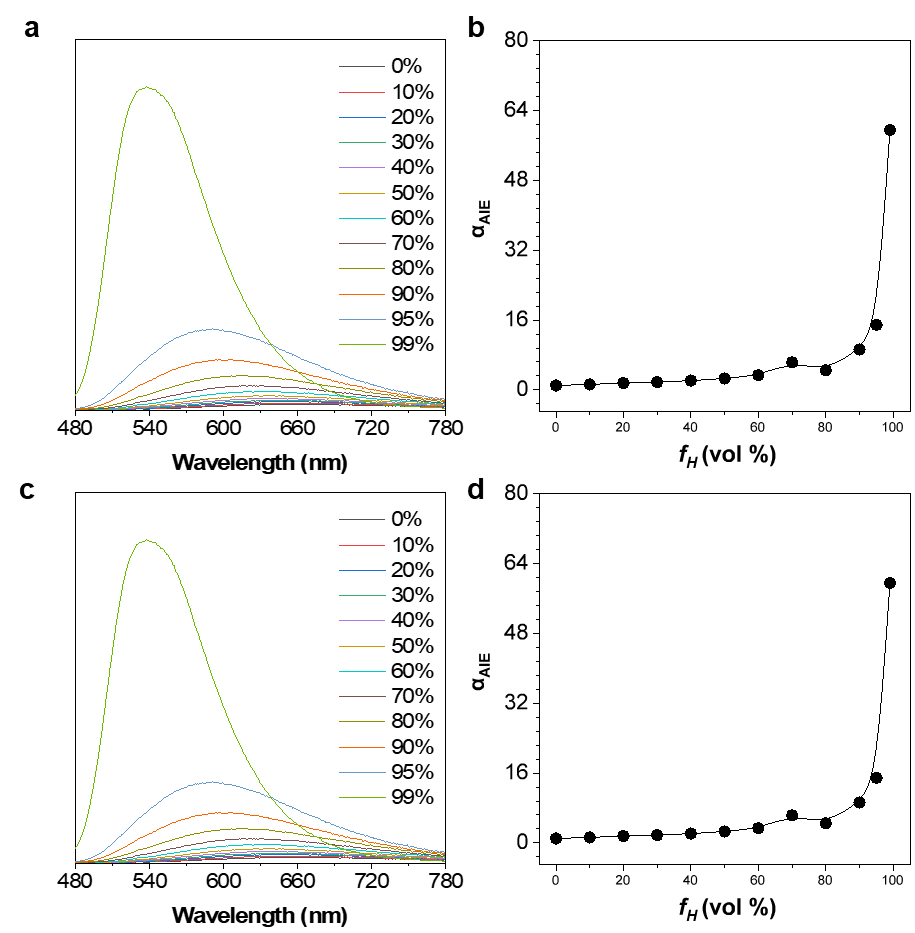 a
0%
10%
20%
30%
40%
50%
60%
70%
80%
90%
95%
99%
480 540 600 660 720 780
Wavelength (nm)
b
80
64
48
32
16
0
αAIE
0 20 40 60 80 100
fH (vol %)
c
0%
10%
20%
30%
40%
50%
60%
70%
80%
90%
95%
99%
480 540 600 660 720 780
Wavelength (nm)
d
80
64
48
32
16
0
αAIE
0 20 40 60 80 100
fH (vol %)